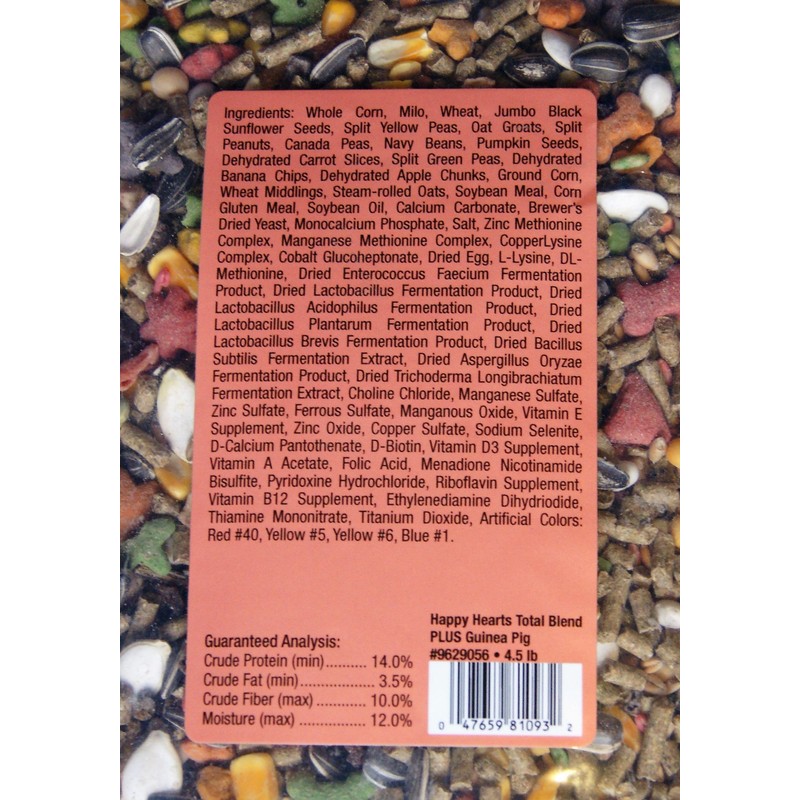 Ingredients: Whole Corn, Milo, Wheat, Jumbo Black
Sunflower Seeds, Split Yellow Peas, Oat Groats, Split
Peanuts, Canada Peas, Navy Beans, Pumpkin Seeds,
Dehydrated Carrot Slices, Split Green Peas, Dehydrated
Banana Chips, Dehydrated Apple Chunks, Ground Corn,
Wheat Middlings, Steam-rolled Oats, Soybean Meal, Corn
Gluten Meal, Soybean Oil, Calcium Carbonate, Brewer's
Dried Yeast, Monocalcium Phosphate, Salt, Zinc Methionine
Complex, Manganese Methionine Complex, CopperLysine
Complex, Cobalt Glucoheptonate, Dried Egg, L-Lysine, DL-
Methionine, Dried Enterococcus Faecium Fermentation
Product, Dried Lactobacillus Fermentation Product, Dried
Lactobacillus Acidophilus Fermentation Product, Dried
Lactobacillus Plantarum Fermentation Product, Dried
Lactobacillus Brevis Fermentation Product, Dried Bacillus
Subtilis Fermentation Extract, Dried Aspergillus Oryzae
Fermentation Product, Dried Trichoderma Longibrachiatum
Fermentation Extract, Choline Chloride, Manganese Sulfate,
Zinc Sulfate, Ferrous Sulfate, Manganous Oxide, Vitamin E
Supplement, Zinc Oxide, Copper Sulfate, Sodium Selenite,
D-Calcium Pantothenate, D-Biotin, Vitamin D3 Supplement,
Vitamin A Acetate, Folic Acid, Menadione Nicotinamide
Bisulfite, Pyridoxine Hydrochloride, Riboflavin Supplement,
Vitamin B12 Supplement, Ethylenediamine Dihydriodide,
Thiamine Mononitrate, Titanium Dioxide, Artificial Colors:
Red #40, Yellow #5, Yellow #6, Blue #1.
Guaranteed Analysis:
Crude Protein (min).......... 14.0%
Crude Fat (min)................... 3.5%
Crude Fiber (max) ............. 10.0%
Moisture (max) .................. 12.0%
Happy Hearts Total Blend
PLUS Guinea Pig
#9629056 • 4.5 lb
0 47659 81093 2